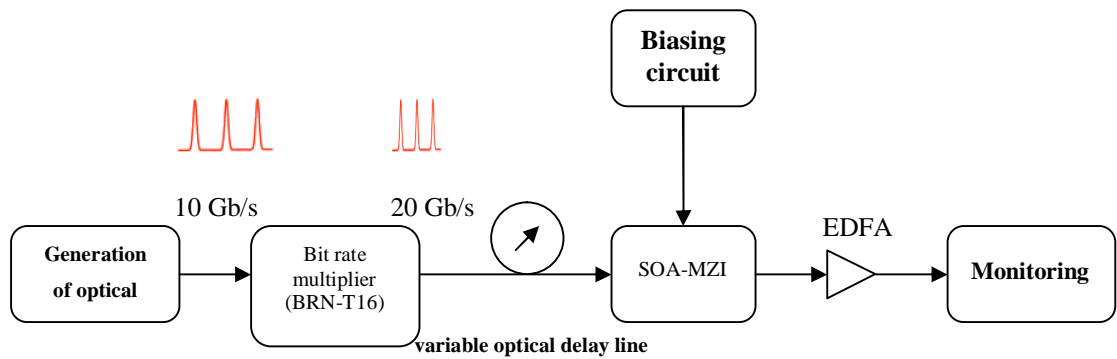 Biasing
circuit
10 Gb/s
20 Gb/s
EDFA
Generation
of optical
Bit rate
multiplier
(BRN-T16)
SOA-MZI
Monitoring
variable optical delay line